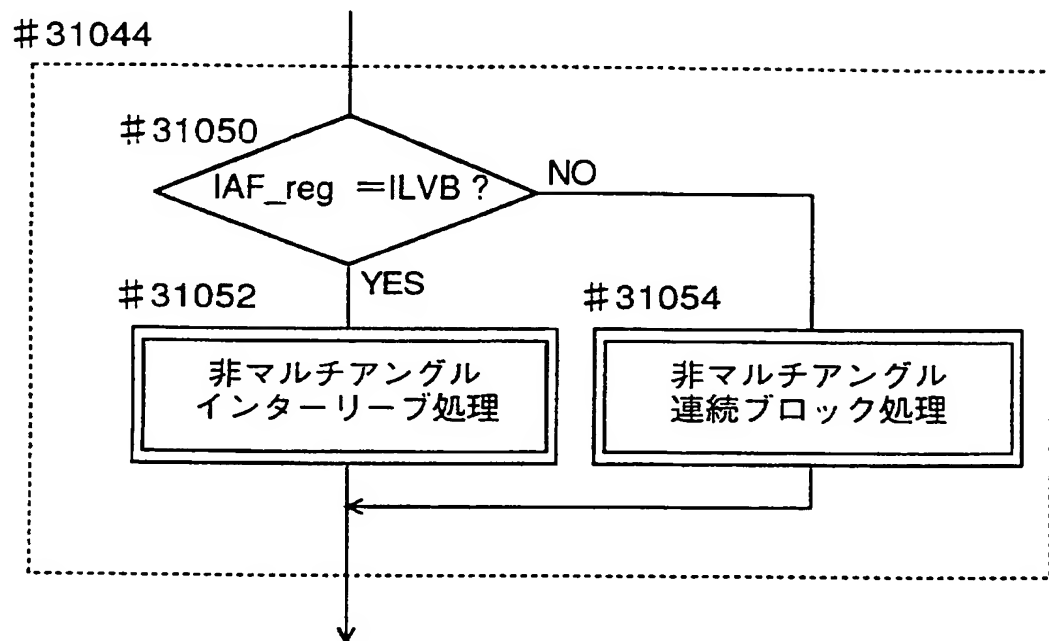 #31044
#31050
IAF_reg =ILVB ?
NO
YES
#31052
#31054
非マルチアングル
インターリーブ処理
非マルチアングル
連続ブロック処理